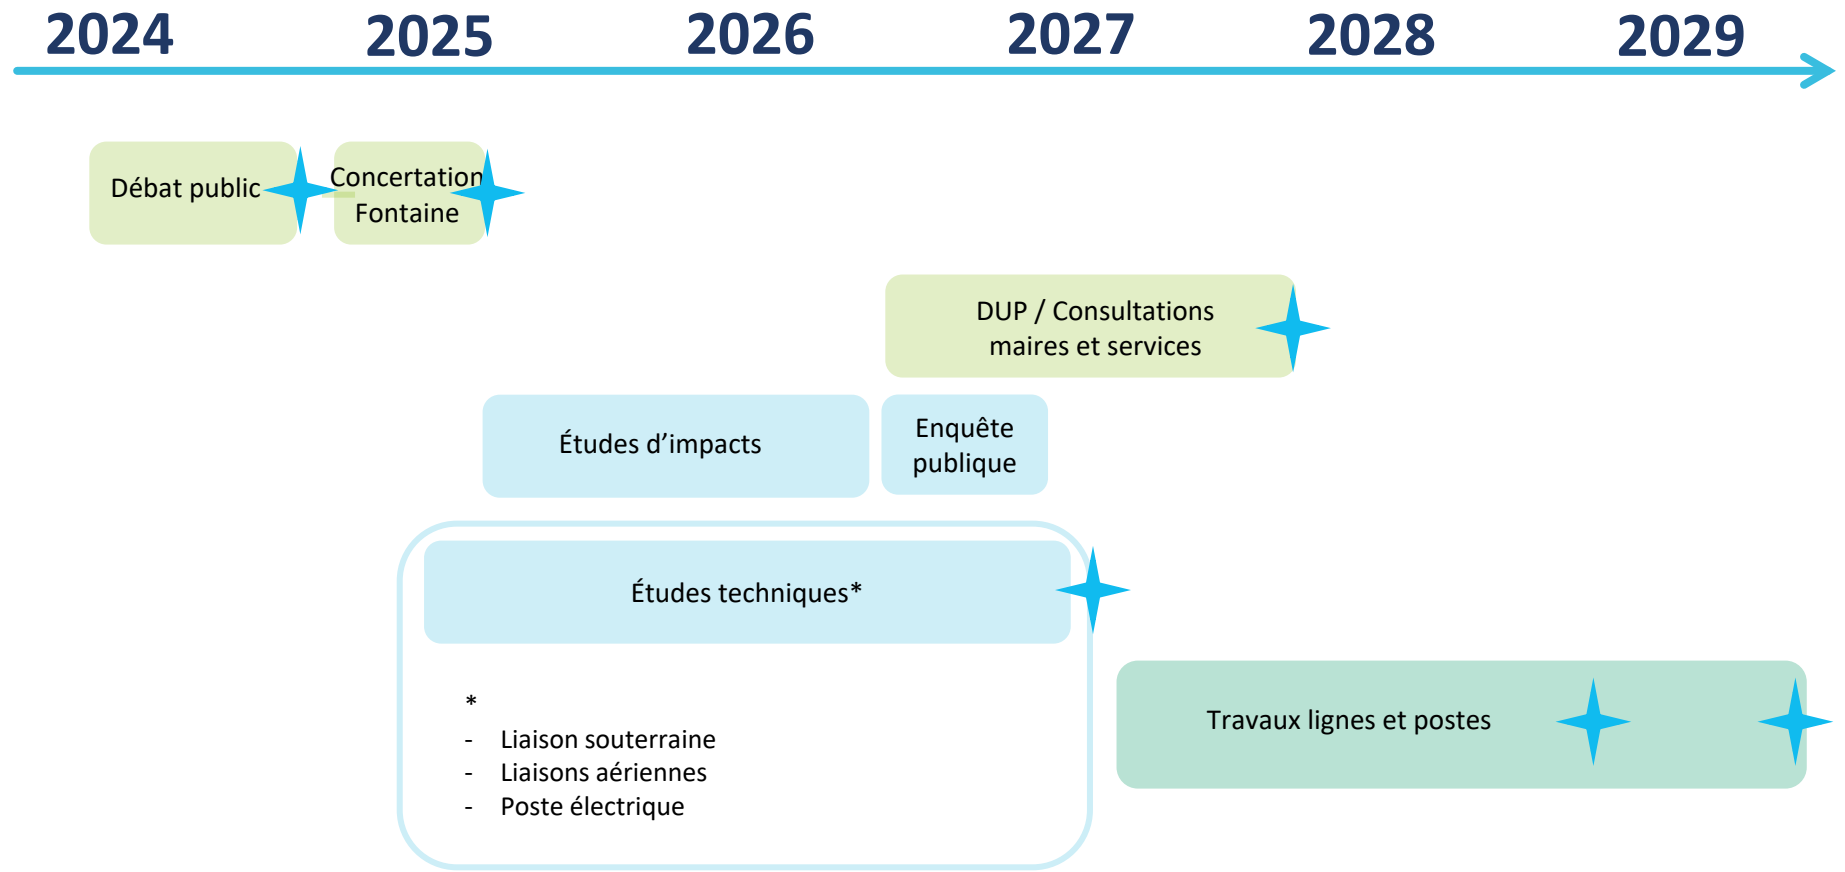 2024 2025 2026 2027 2028 2029
Débat public
Concertation
Fontaine
DUP / Consultations
maires et services
Études d’impacts
Enquête
publique
Études techniques*
*
- Liaison souterraine
- Liaisons aériennes
- Poste électrique
Travaux lignes et postes